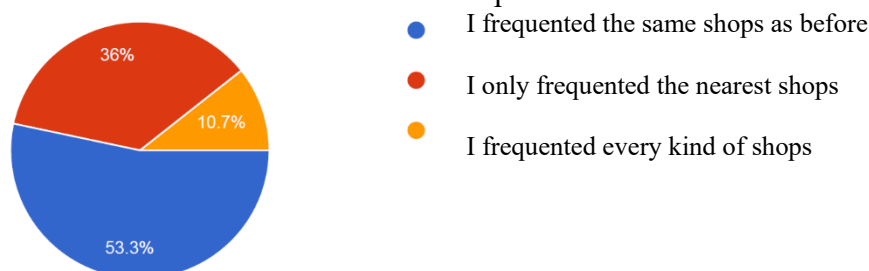 I frequented the same shops as before
36%
I only frequented the nearest shops
10.7%
I frequented every kind of shops
53.3%